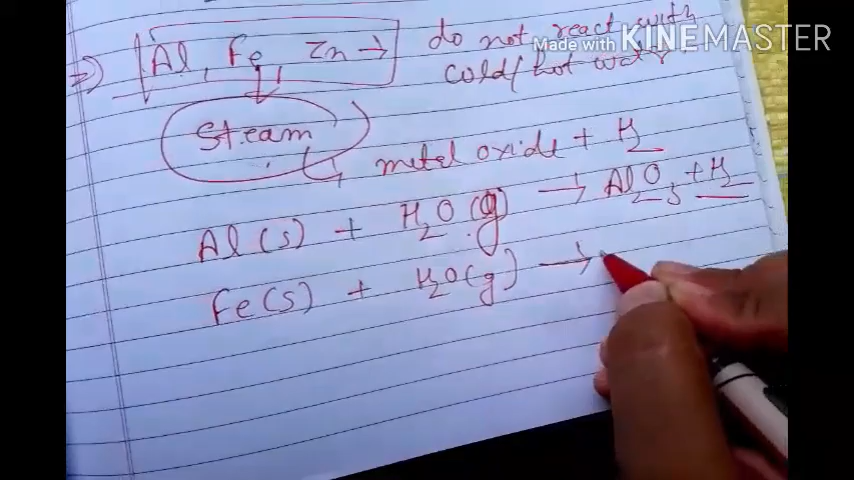 ⇒ Al, Fe, Zn → do not react with
cold/hot water
Made with KINEMASTER
Steam
↳ metal oxide + H2
Al(s) + H2O(g) → Al2O3 + H2
Fe(s) + H2O(g) →